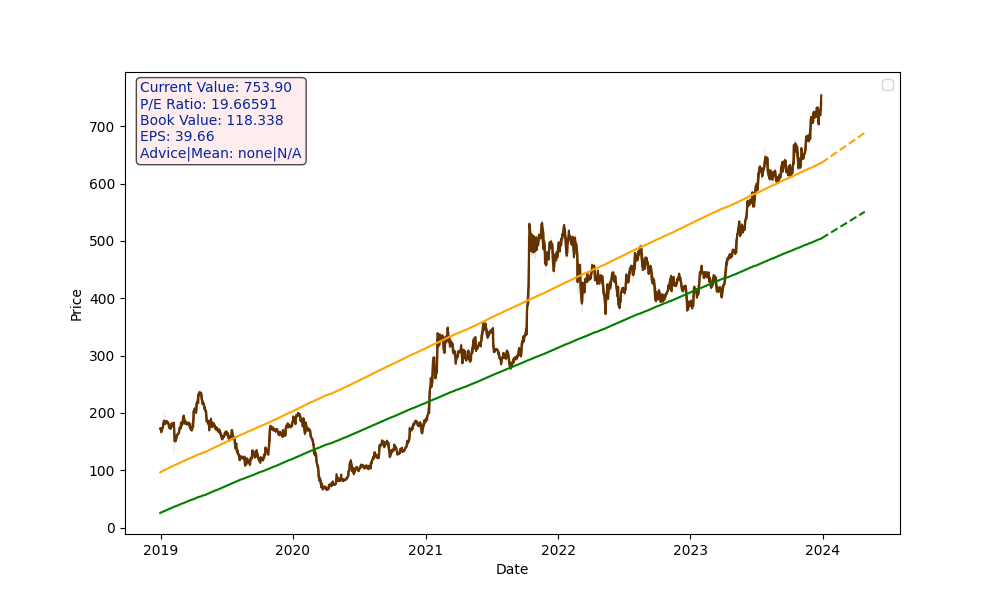 Current Value: 753.90
P/E Ratio: 19.66591
Book Value: 118.338
EPS: 39.66
Advice|Mean: none|N/A
Price
700
600
500
400
300
200
100
0
2019 2020 2021 2022 2023 2024
Date